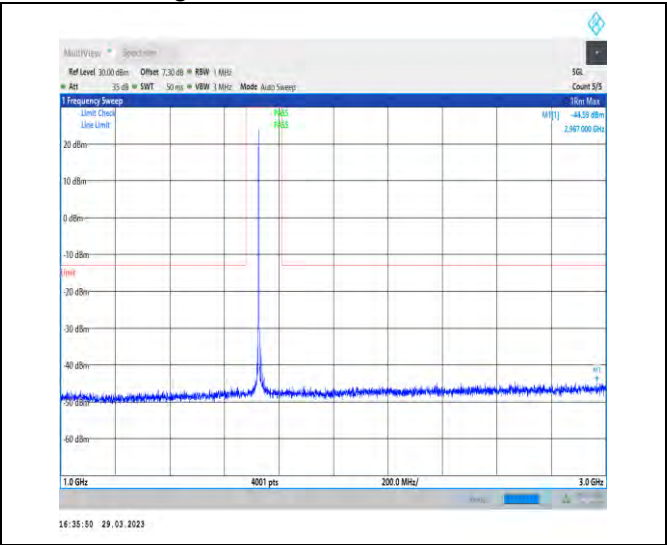 MultiView Spectrum
Ref Level 30.00 dBm Offset 7.30 dB RBW 1 MHz SGL
Att 35 dB SWT 50 ms VBW 3 MHz Mode Auto Sweep Count 5/5
1 Frequency Sweep 1Rm Max
Limit Check PASS M1[1] -44.59 dBm
Line Limit PASS 2.967 000 GHz
20 dBm
10 dBm
0 dBm
-10 dBm
Limit
-20 dBm
-30 dBm
-40 dBm
M1
-50 dBm
-60 dBm
1.0 GHz 4001 pts 200.0 MHz/ 3.0 GHz
16:35:50 29.03.2023